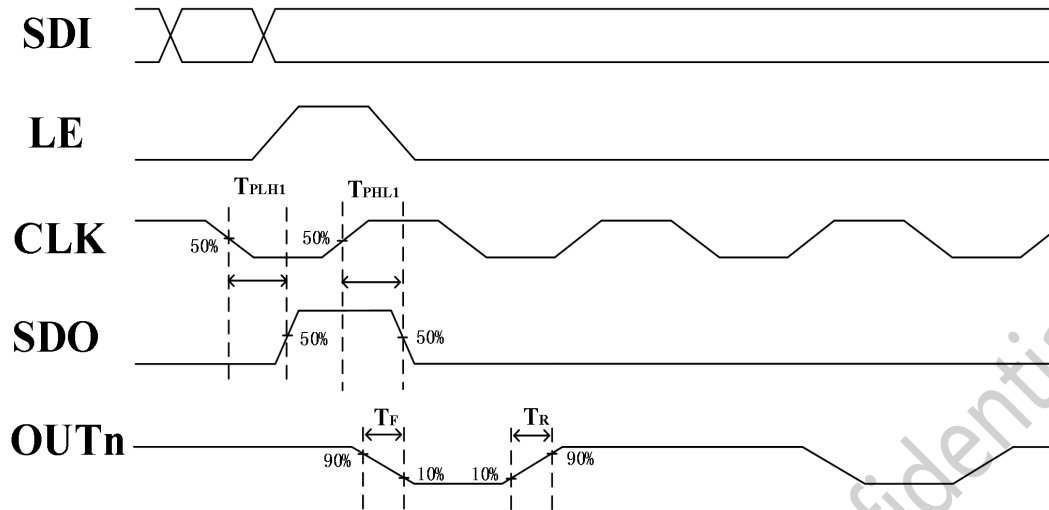 SDI
LE
TPLH1 TPHL1
CLK
50% 50%
SDO
50% 50%
TF TR
OUTn
90% 10% 10% 90%